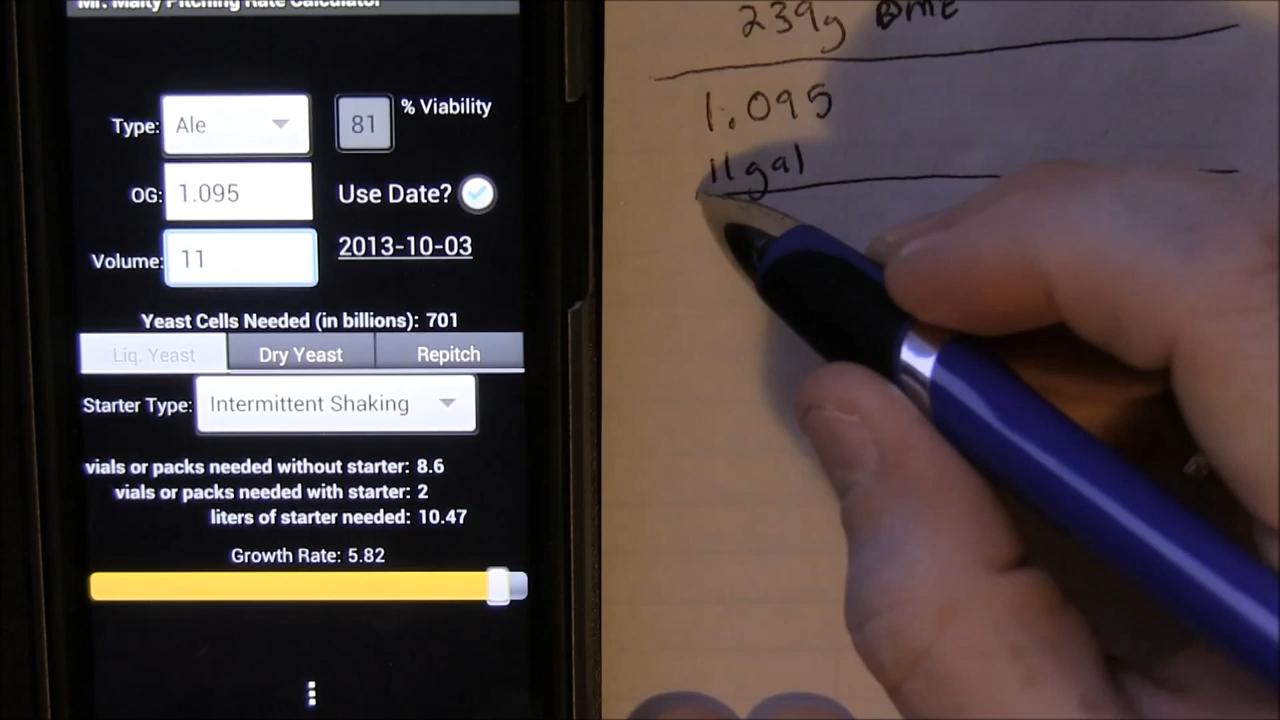 Mr. Malty Pitching Rate Calculator
Type: Ale 81 % Viability
OG: 1.095 Use Date?
Volume: 11 2013-10-03
Yeast Cells Needed (in billions): 701
Liq. Yeast Dry Yeast Repitch
Starter Type: Intermittent Shaking
vials or packs needed without starter: 8.6
vials or packs needed with starter: 2
liters of starter needed: 10.47
Growth Rate: 5.82
239g DME
1.095
11gal